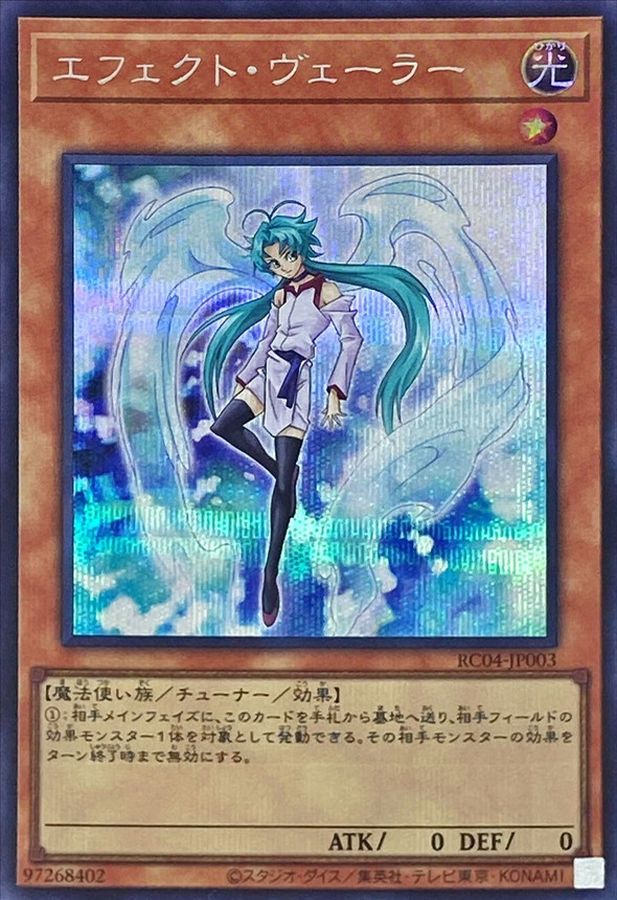 エフェクト・ヴェーラー
光
RC04-JP003
【魔法使い族／チューナー／効果】
①：相手メインフェイズに、このカードを手札から墓地へ送り、相手フィールドの
効果モンスター１体を対象として発動できる。その相手モンスターの効果を
ターン終了時まで無効にする。
ATK/ 0 DEF/ 0
97268402
©スタジオ・ダイス／集英社・テレビ東京・KONAMI